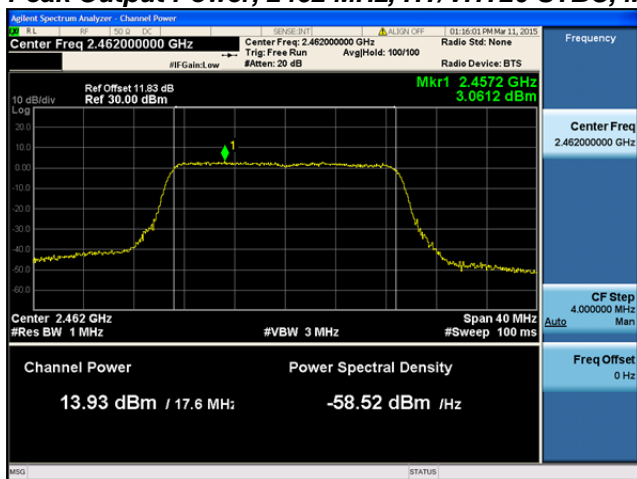 Peak Output Power, 2462 MHz, HT/VHT20 STBC, M
Agilent Spectrum Analyzer - Channel Power
RL RF 50 Ω DC SENSE:INT ALIGN OFF 01:16:01 PM Mar 11, 2015
Center Freq 2.462000000 GHz
Center Freq: 2.462000000 GHz
Radio Std: None
Trig: Free Run Avg|Hold: 100/100
#IFGain:Low #Atten: 20 dB Radio Device: BTS
Frequency
Mkr1 2.4572 GHz
3.0612 dBm
Ref Offset 11.83 dB
10 dB/div Ref 30.00 dBm
Log
20.0
10.0
0.00
-10.0
-20.0
-30.0
-40.0
-50.0
-60.0
1
Center 2.462 GHz Span 40 MHz
#Res BW 1 MHz #VBW 3 MHz #Sweep 100 ms
Center Freq
2.462000000 GHz
CF Step
4.000000 MHz
Auto Man
Freq Offset
0 Hz
Channel Power Power Spectral Density
13.93 dBm / 17.6 MHz -58.52 dBm /Hz
MSG STATUS